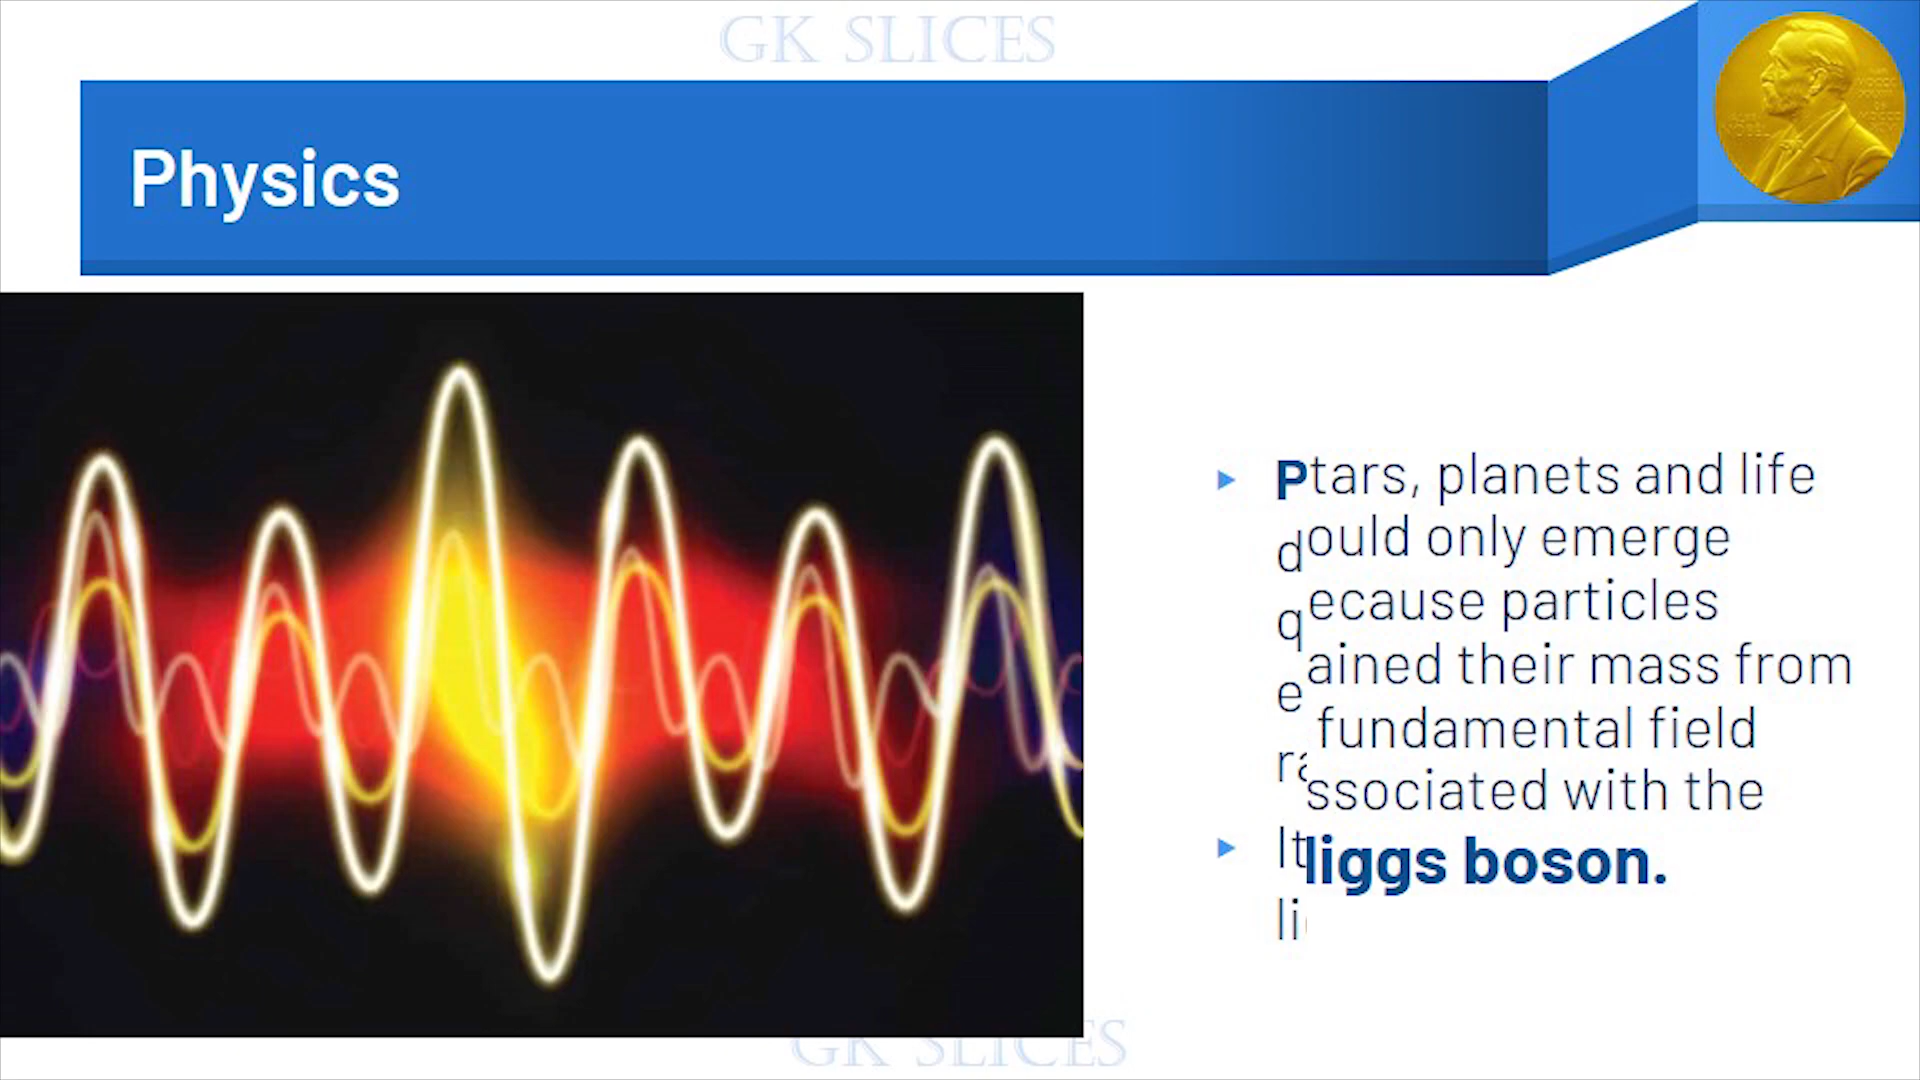 GK SLICES
Physics
Ptars, planets and life
dould only emerge
qecause particles
eained their mass from
fundamental field
rassociated with the
Itliggs boson.
li
GK SLICES